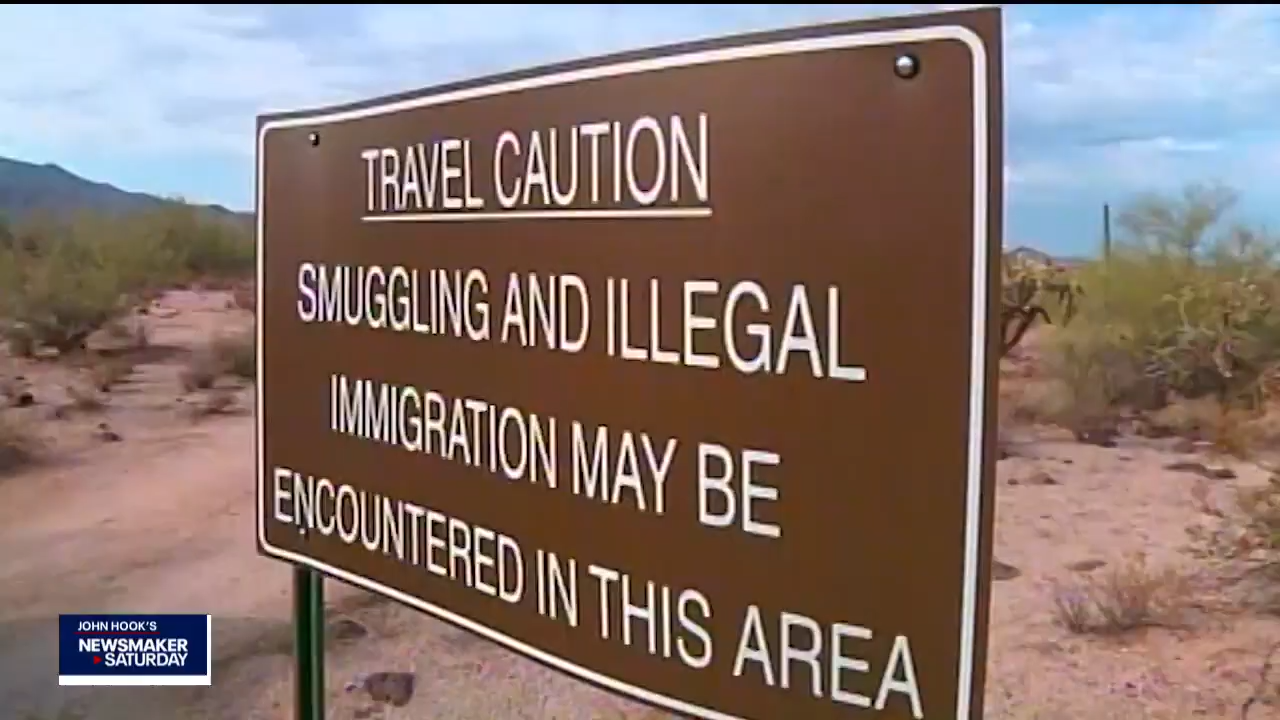 TRAVEL CAUTION
SMUGGLING AND ILLEGAL
IMMIGRATION MAY BE
ENCOUNTERED IN THIS AREA
JOHN HOOK'S
NEWSMAKER
SATURDAY